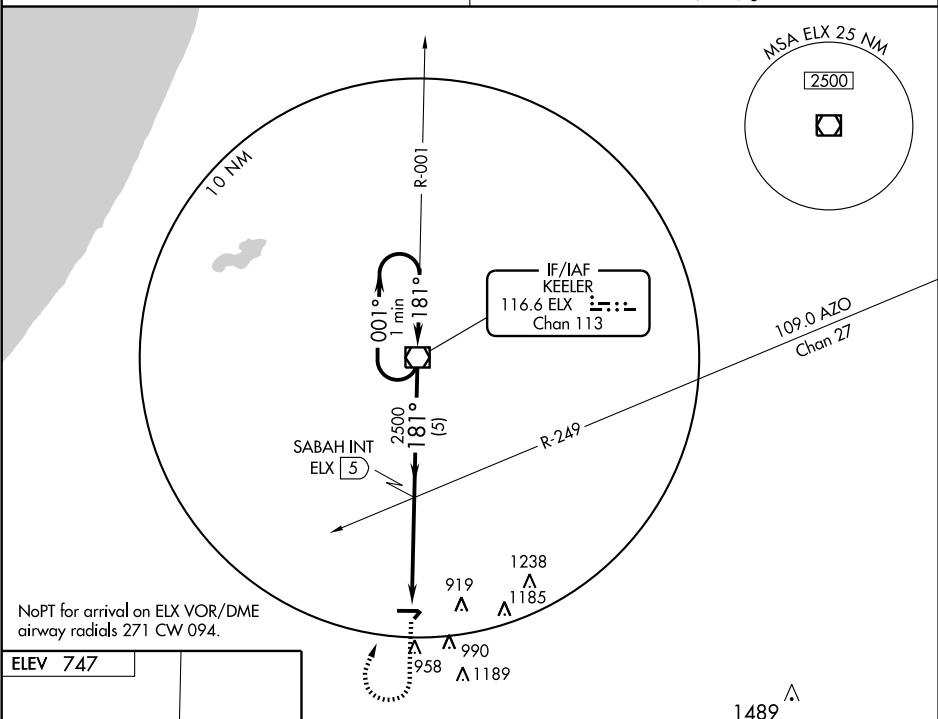 MSA ELX 25 NM
2500
10 NM
R-001
IF/IAF
KEELER
116.6 ELX
Chan 113
001°
1 min
181°
109.0 AZO
Chan 27
2500
181°
(5)
R-249
SABAH INT
ELX 5
1238
919
1185
NoPT for arrival on ELX VOR/DME
airway radials 271 CW 094.
990
958
1189
ELEV 747
1489